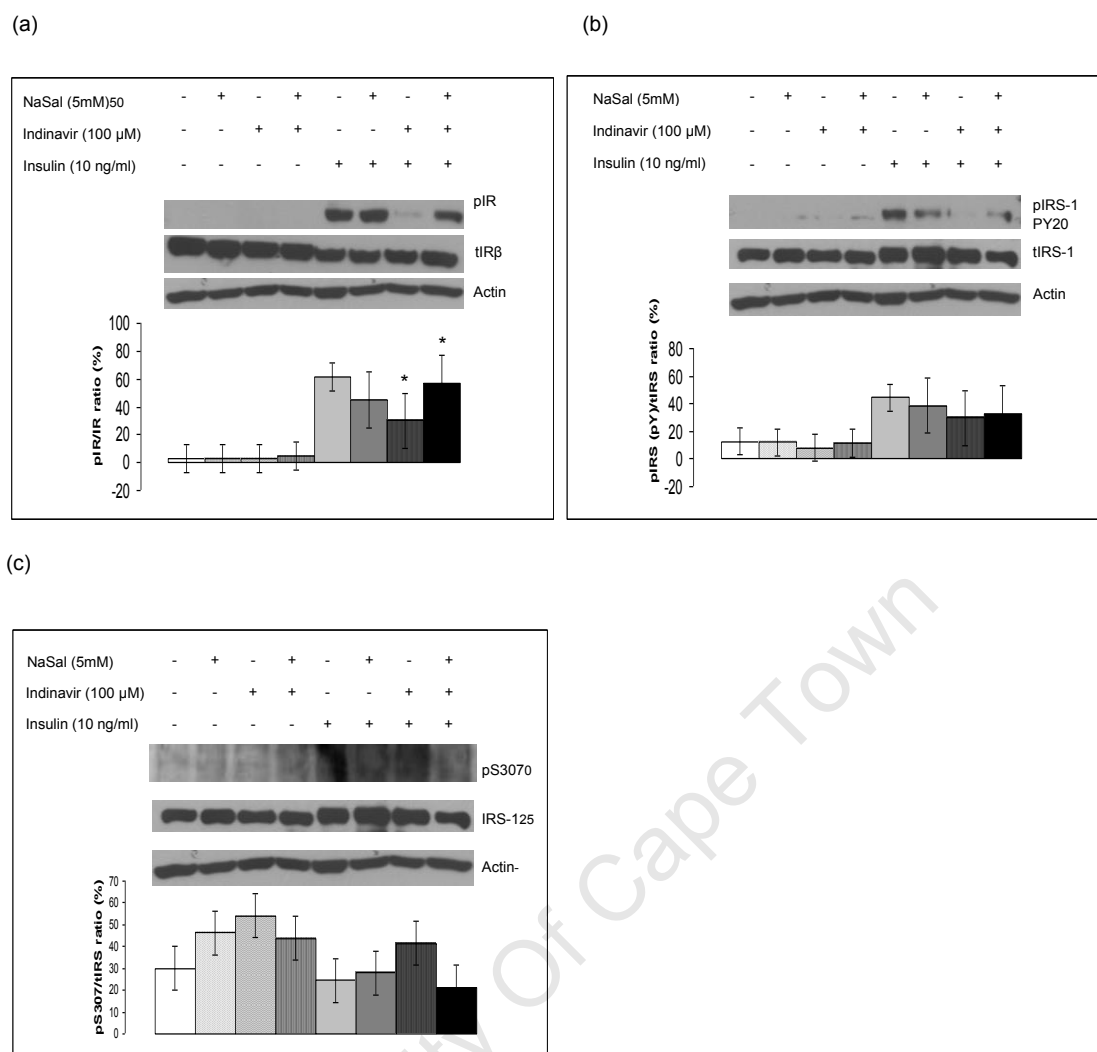 (a)
NaSal (5mM)50 - + - + - + - +
Indinavir (100 µM) - - + + - - + +
Insulin (10 ng/ml) - - - - + + + +
pIR
tIRβ
Actin
pIR/IR ratio (%)
100
80
60
40
20
0
-20
* *
(b)
NaSal (5mM) - + - + - + - +
Indinavir (100 µM) - - + + - - + +
Insulin (10 ng/ml) - - - - + + + +
pIRS-1
PY20
tIRS-1
Actin
pIRS (pY)/tIRS ratio (%)
80
60
40
20
0
-20
(c)
NaSal (5mM) - + - + - + - +
Indinavir (100 µM) - - + + - - + +
Insulin (10 ng/ml) - - - - + + + +
pS3070
IRS-125
Actin-
pS307/tIRS ratio (%)
70
60
50
40
30
20
10
0
ity Of Cape Town